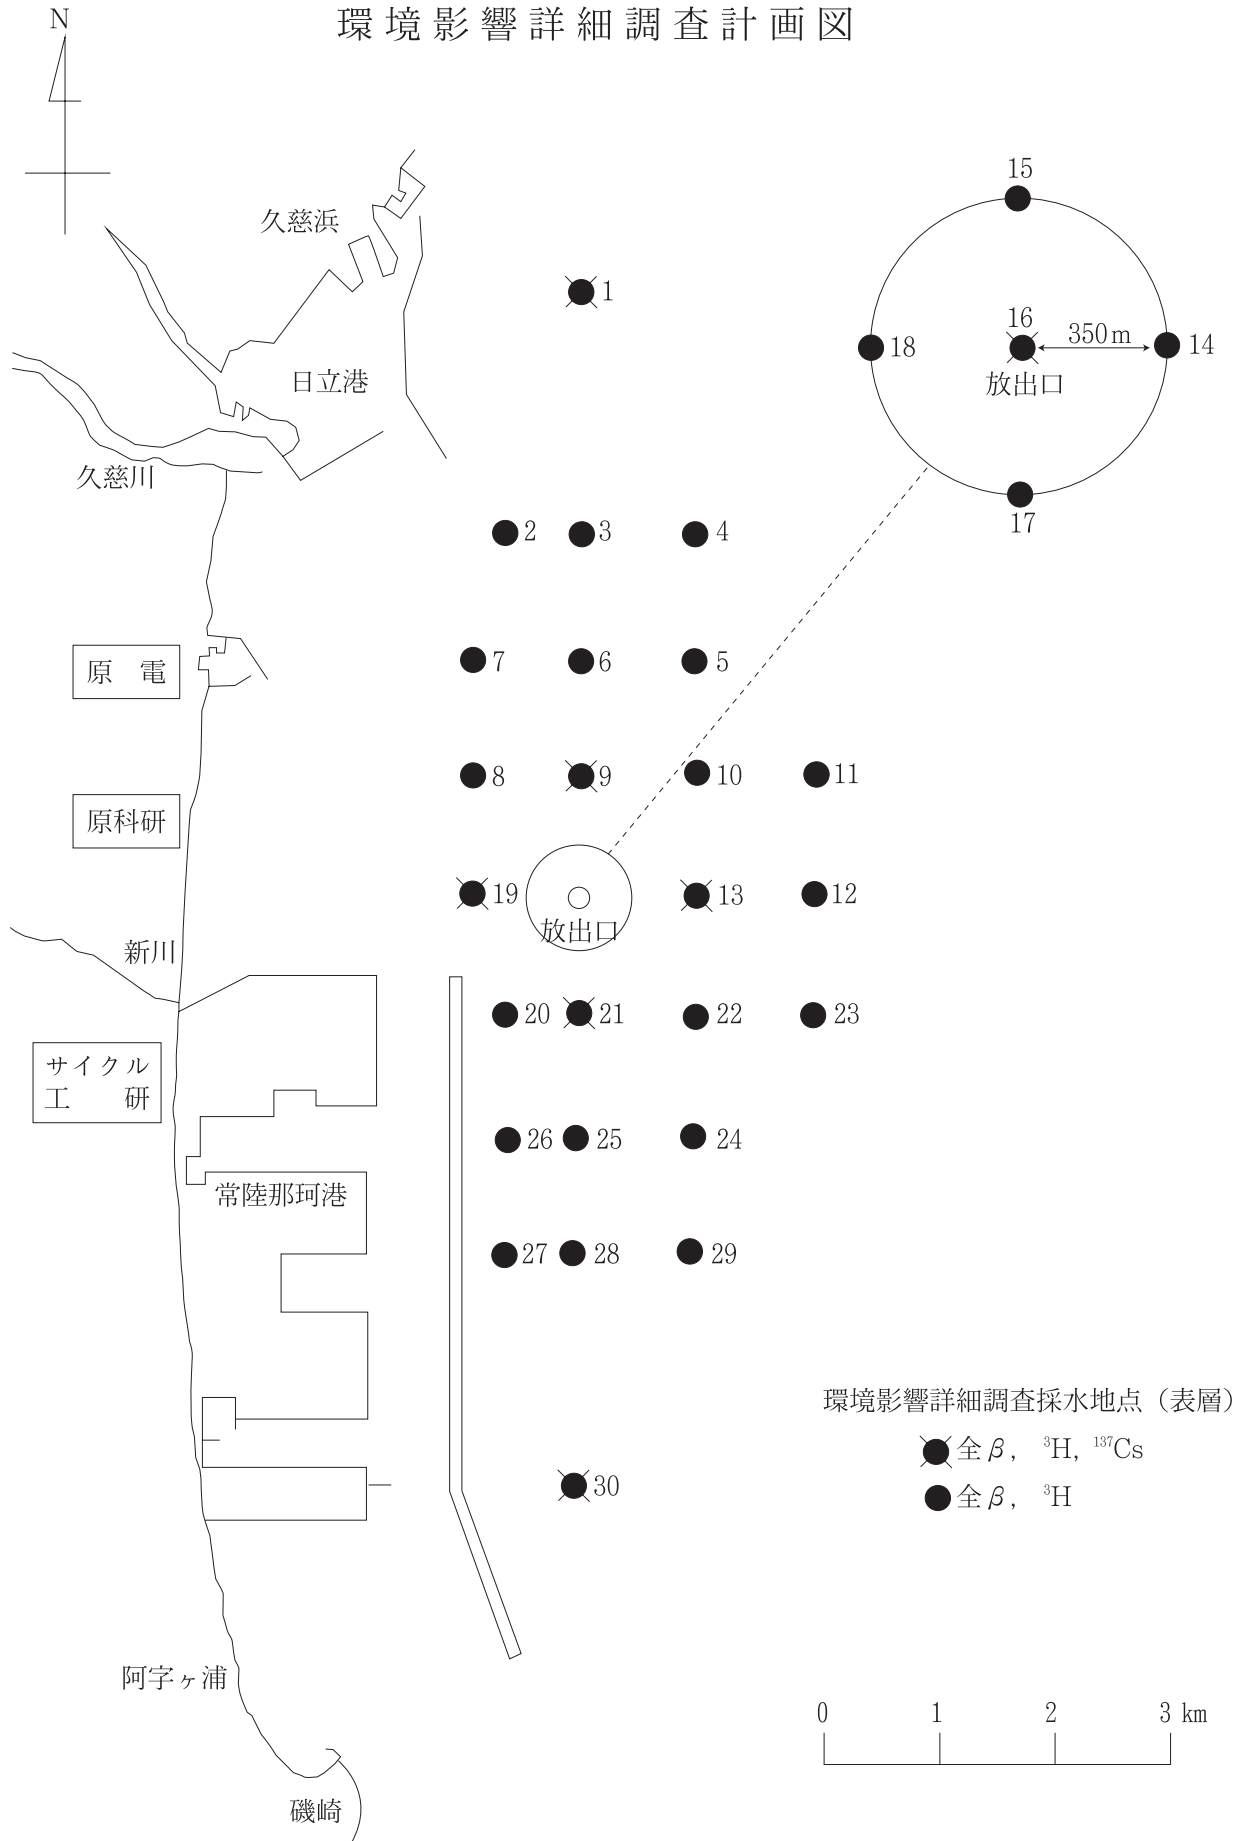 環境影響詳細調査計画図
N
久慈浜
日立港
久慈川
1
15
16
350m
14
18
放出口
17
2
3
4
原 電
7
6
5
8
9
10
11
原科研
19
放出口
13
12
新川
20
21
22
23
サイクル
工 研
26
25
24
常陸那珂港
27
28
29
30
環境影響詳細調査採水地点（表層）
全β, ³H, ¹³⁷Cs
全β, ³H
阿字ヶ浦
0 1 2 3 km
磯崎